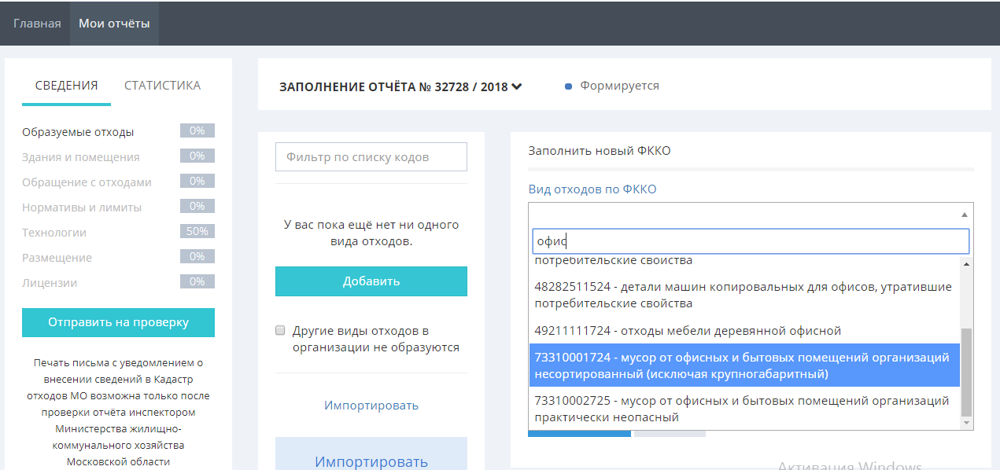 Главная
Мои отчёты
СВЕДЕНИЯ
СТАТИСТИКА
Образуемые отходы 0%
Здания и помещения 0%
Обращение с отходами 0%
Нормативы и лимиты 0%
Технологии 50%
Размещение 0%
Лицензии 0%
Отправить на проверку
Печать письма с уведомлением о
внесении сведений в Кадастр
отходов МО возможна только после
проверки отчёта инспектором
Министерства жилищно-
коммунального хозяйства
Московской области
ЗАПОЛНЕНИЕ ОТЧЁТА № 32728 / 2018
Формируется
Фильтр по списку кодов
У вас пока ещё нет ни одного
вида отходов.
Добавить
Другие виды отходов в
организации не образуются
Импортировать
Импортировать
Заполнить новый ФККО
Вид отходов по ФККО
офис
потребительские свойства
48282511524 - детали машин копировальных для офисов, утратившие
потребительские свойства
49211111724 - отходы мебели деревянной офисной
73310001724 - мусор от офисных и бытовых помещений организаций
несортированный (исключая крупногабаритный)
73310002725 - мусор от офисных и бытовых помещений организаций
практически неопасный
Активация Windows